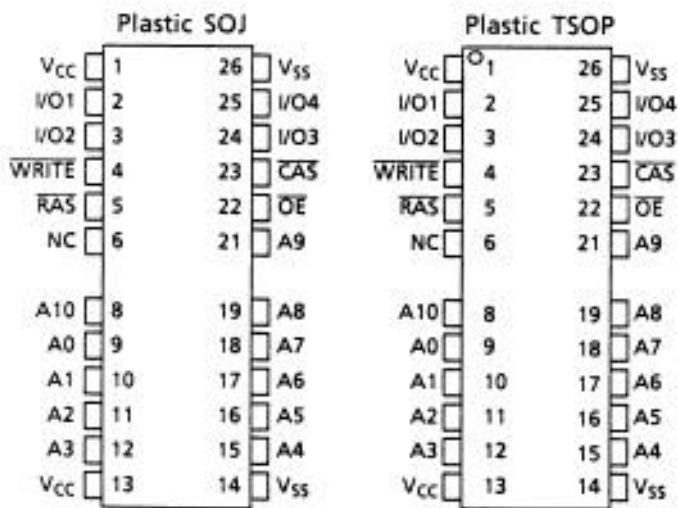 Plastic SOJ Plastic TSOP
VCC 1 26 VSS VCC 1 26 VSS
I/O1 2 25 I/O4 I/O1 2 25 I/O4
I/O2 3 24 I/O3 I/O2 3 24 I/O3
WRITE 4 23 CAS WRITE 4 23 CAS
RAS 5 22 OE RAS 5 22 OE
NC 6 21 A9 NC 6 21 A9
A10 8 19 A8 A10 8 19 A8
A0 9 18 A7 A0 9 18 A7
A1 10 17 A6 A1 10 17 A6
A2 11 16 A5 A2 11 16 A5
A3 12 15 A4 A3 12 15 A4
VCC 13 14 VSS VCC 13 14 VSS